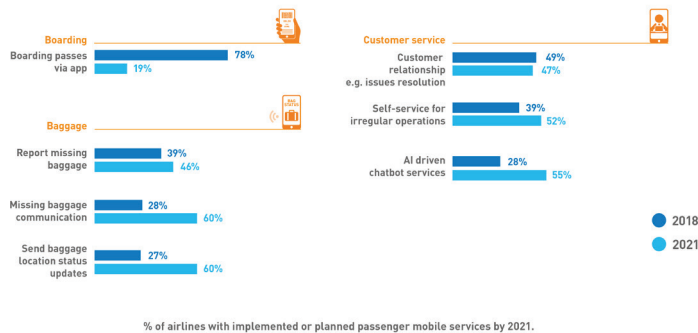 Boarding
Boarding passes
via app
78%
19%
BAG
STATUS
Baggage
Report missing
baggage
39%
46%
Missing baggage
communication
28%
60%
Send baggage
location status
updates
27%
60%
Customer service
Customer
relationship
e.g. issues resolution
49%
47%
Self-service for
irregular operations
39%
52%
AI driven
chatbot services
28%
55%
2018
2021
% of airlines with implemented or planned passenger mobile services by 2021.